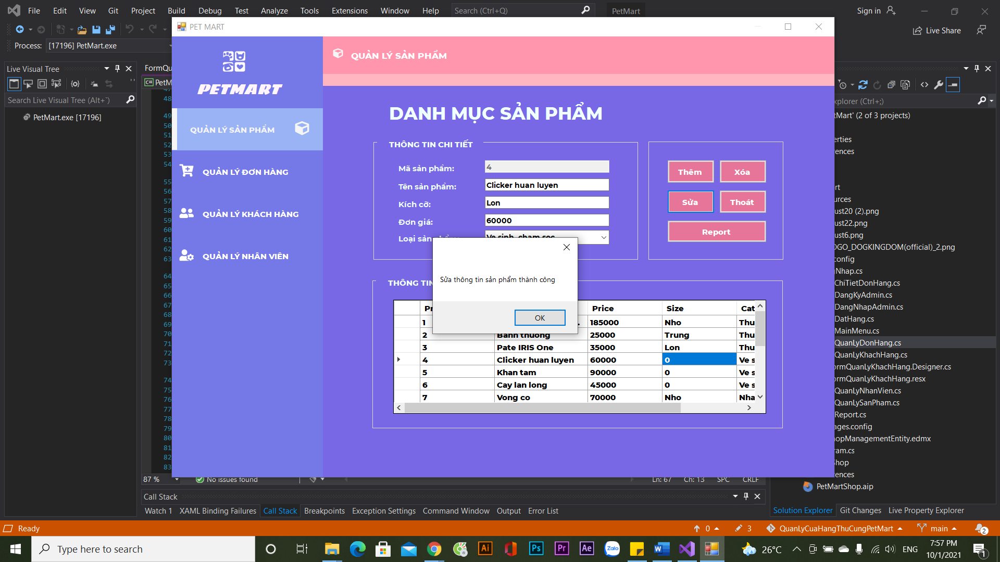 File Edit View Git Project Build Debug Test Analyze Tools Extensions Window Help Search (Ctrl+Q) PetMart Sign in
PET MART
Live Share
Process: [17196] PetMart.exe
QUẢN LÝ SẢN PHẨM
Live Visual Tree
FormQu
PetM
PETMART
Search Live Visual Tree (Alt+`)
xplorer (Ctrl+;)
PetMart.exe [17196]
tMart' (2 of 3 projects)
DANH MỤC SẢN PHẨM
QUẢN LÝ SẢN PHẨM
QUẢN LÝ ĐƠN HÀNG
QUẢN LÝ KHÁCH HÀNG
QUẢN LÝ NHÂN VIÊN
THÔNG TIN CHI TIẾT
Mã sản phẩm: 4
Tên sản phẩm: Clicker huan luyen
Kích cỡ: Lon
Đơn giá: 60000
Loại sản
Ve sinh, cham soc
Thêm Xóa
Sửa Thoát
Report
Sửa thông tin sản phẩm thành công
OK
THÔNG TIN
Pr Price Size Cat
1 185000 Nho Thu
2 Banh thuong 25000 Trung Thu
3 Pate IRIS One 35000 Lon Thu
4 Clicker huan luyen 60000 0 Ve s
5 Khan tam 90000 0 Ve s
6 Cay lan long 45000 0 Ve s
7 Vong co 70000 Nho Nha
47
48
49
50
51
52
53
54
55
56
57
58
59
60
61
62
63
64
65
66
67
68
69
70
71
72
73
74
75
76
77
78
79
80
81
82
83
erties
ences
rt
urces
ust20 (2).png
ust22.png
ust6.png
OGO_DOGKINGDOM(official)_2.png
config
gNhap.cs
ChiTietDonHang.cs
DangKyAdmin.cs
DangNhapAdmin.cs
DatHang.cs
MainMenu.cs
QuanLyDonHang.cs
QuanLyKhachHang.cs
ormQuanLyKhachHang.Designer.cs
ormQuanLyKhachHang.resx
QuanLyNhanVien.cs
QuanLySanPham.cs
Report.cs
ages.config
hopManagementEntity.edmx
ram.cs
Shop
ences
PetMartShop.aip
87 % No issues found Ln: 67 Ch: 13 SPC CRLF
Call Stack
Watch 1 XAML Binding Failures Call Stack Breakpoints Exception Settings Command Window Output Error List
Solution Explorer Git Changes Live Property Explorer
Ready 0 3 QuanLyCuaHangThuCungPetMart main 2
Type here to search
Ai Ps Pr Ae Zalo
26°C ENG
7:57 PM
10/1/2021
1